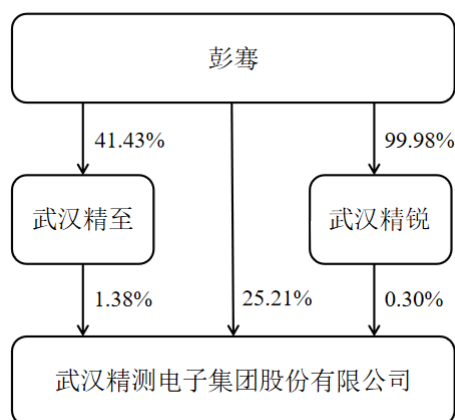 彭骞
41.43%
99.98%
武汉精至
武汉精锐
1.38%
25.21%
0.30%
武汉精测电子集团股份有限公司